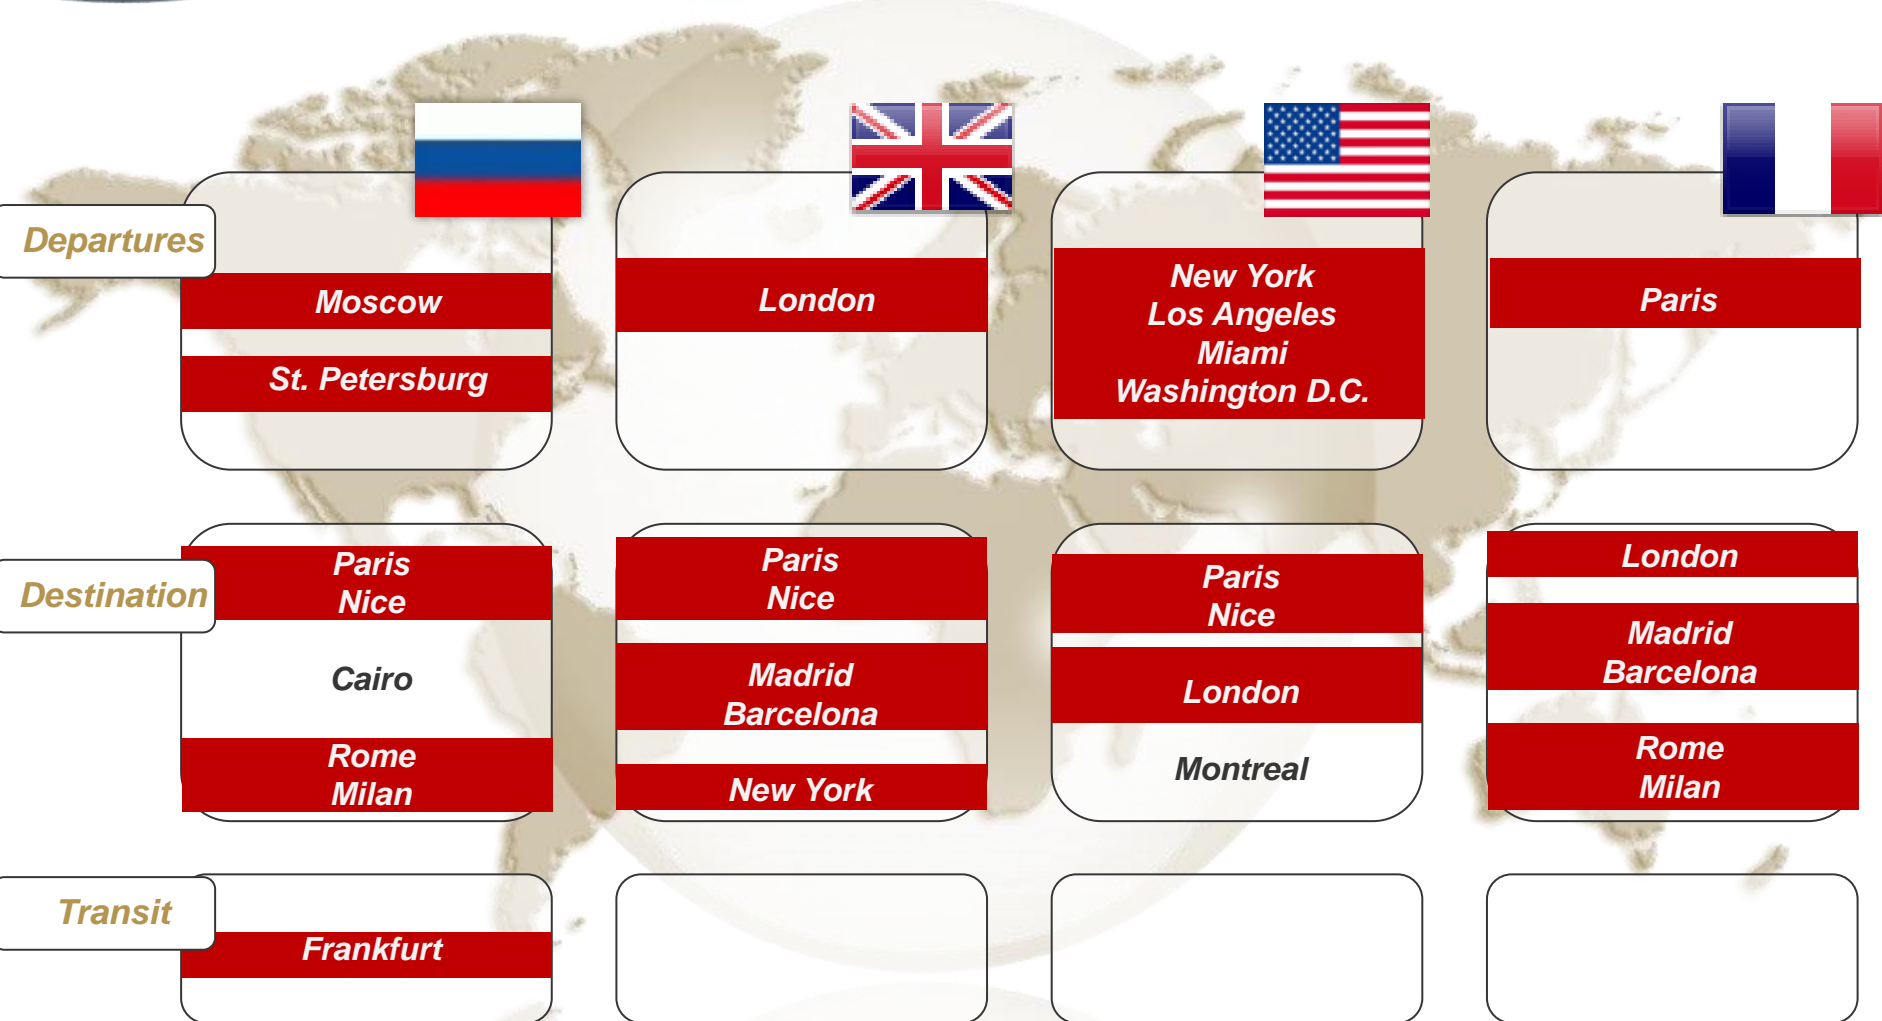 Departures
Moscow
St. Petersburg
London
New York
Los Angeles
Miami
Washington D.C.
Paris
Destination
Paris
Nice
Cairo
Rome
Milan
Paris
Nice
Madrid
Barcelona
New York
Paris
Nice
London
Montreal
London
Madrid
Barcelona
Rome
Milan
Transit
Frankfurt